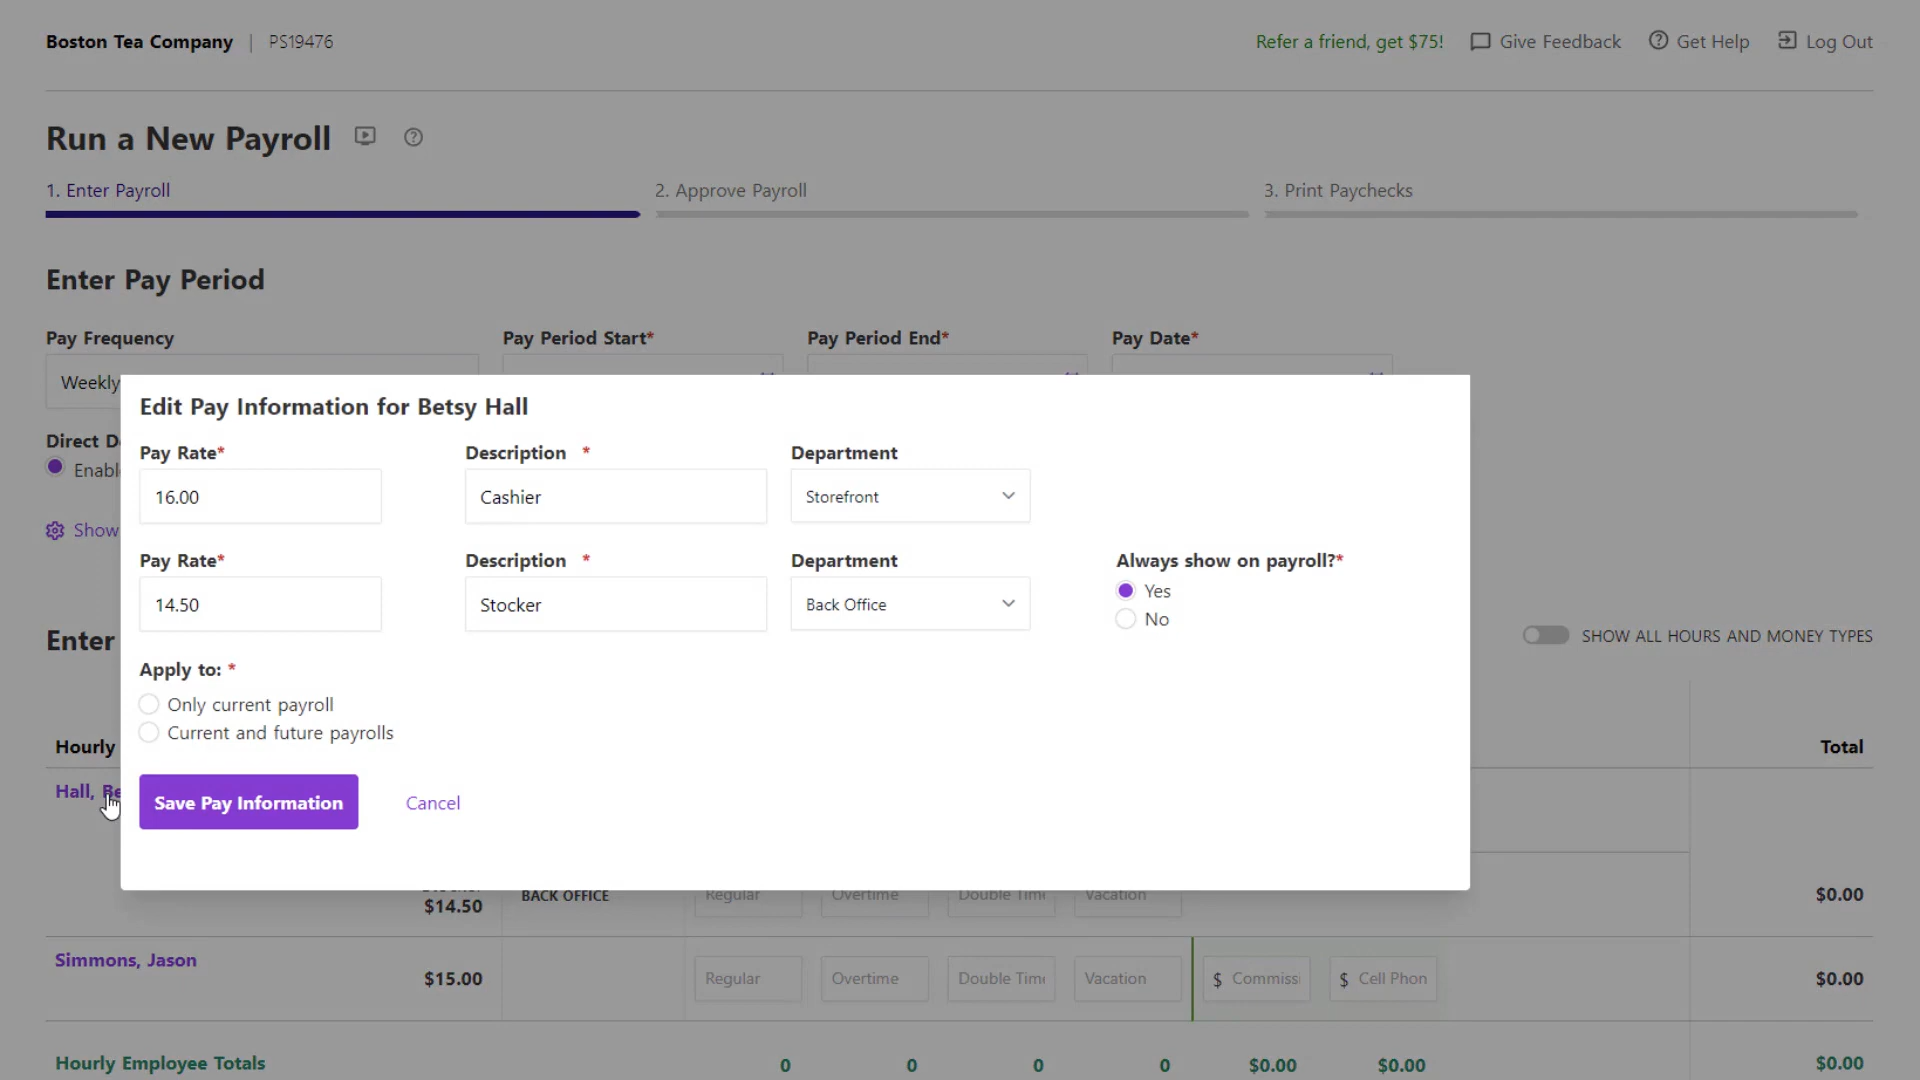 Boston Tea Company | PS19476
Refer a friend, get $75! Give Feedback Get Help Log Out
Run a New Payroll
1. Enter Payroll 2. Approve Payroll 3. Print Paychecks
Enter Pay Period
Pay Frequency Pay Period Start* Pay Period End* Pay Date*
Weekly
Edit Pay Information for Betsy Hall
Direct
Pay Rate* Description * Department
16.00 Cashier Storefront
Show
Pay Rate* Description * Department Always show on payroll?*
14.50 Stocker Back Office Yes
No
Enter
SHOW ALL HOURS AND MONEY TYPES
Apply to: *
Only current payroll
Current and future payrolls
Hourly Total
Hall, Be
Save Pay Information Cancel
$14.50 BACK OFFICE Regular Overtime Double Tim Vacation $0.00
Simmons, Jason
$15.00 Regular Overtime Double Tim Vacation $ Commiss $ Cell Phon $0.00
Hourly Employee Totals 0 0 0 0 $0.00 $0.00 $0.00